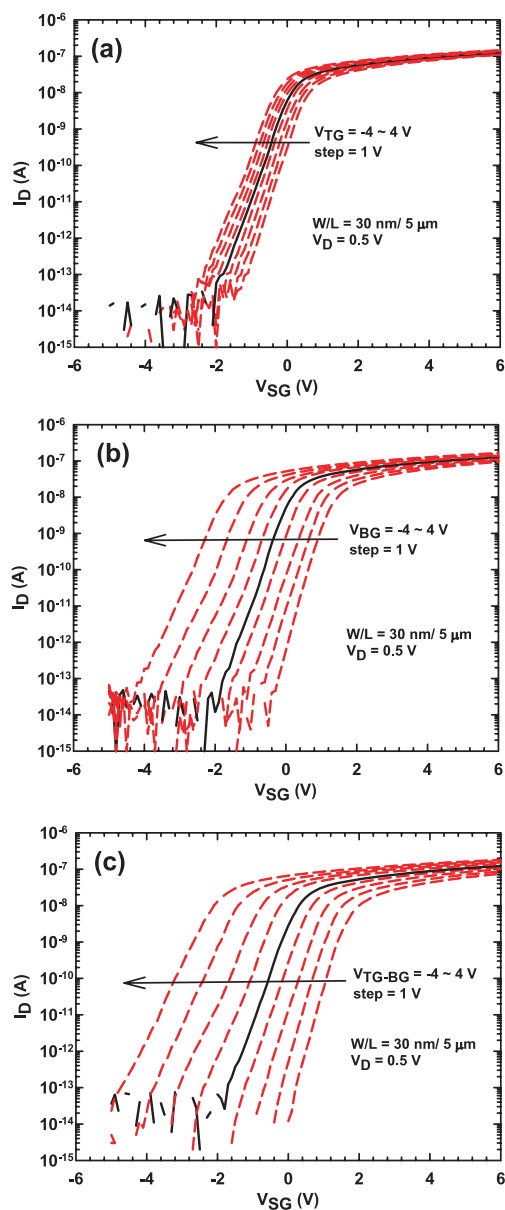 (a)
10⁻⁶
10⁻⁷
10⁻⁸
10⁻⁹
10⁻¹⁰
10⁻¹¹
10⁻¹²
10⁻¹³
10⁻¹⁴
10⁻¹⁵
I_D (A)
V_TG = -4 ~ 4 V
step = 1 V
W/L = 30 nm/ 5 μm
V_D = 0.5 V
-6 -4 -2 0 2 4 6
V_SG (V)
(b)
10⁻⁶
10⁻⁷
10⁻⁸
10⁻⁹
10⁻¹⁰
10⁻¹¹
10⁻¹²
10⁻¹³
10⁻¹⁴
10⁻¹⁵
I_D (A)
V_BG = -4 ~ 4 V
step = 1 V
W/L = 30 nm/ 5 μm
V_D = 0.5 V
-6 -4 -2 0 2 4 6
V_SG (V)
(c)
10⁻⁶
10⁻⁷
10⁻⁸
10⁻⁹
10⁻¹⁰
10⁻¹¹
10⁻¹²
10⁻¹³
10⁻¹⁴
10⁻¹⁵
I_D (A)
V_TG-BG = -4 ~ 4 V
step = 1 V
W/L = 30 nm/ 5 μm
V_D = 0.5 V
-6 -4 -2 0 2 4 6
V_SG (V)